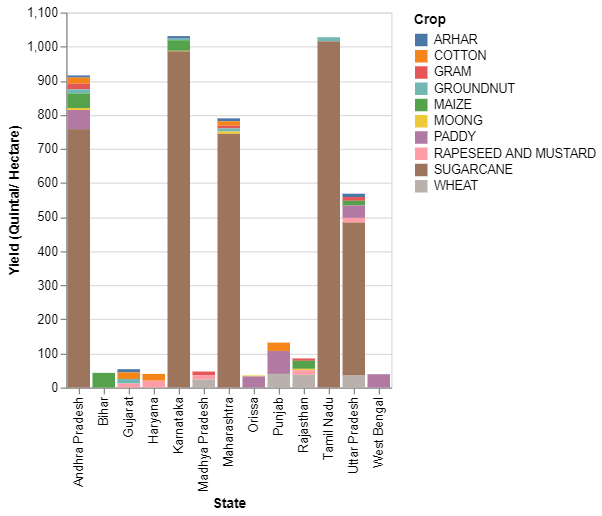 1,100
1,000
900
800
700
600
500
400
300
200
100
0
Yield (Quintal/ Hectare)
Andhra Pradesh
Bihar
Gujarat
Haryana
Karnataka
Madhya Pradesh
Maharashtra
Orissa
Punjab
Rajasthan
Tamil Nadu
Uttar Pradesh
West Bengal
State
Crop
ARHAR
COTTON
GRAM
GROUNDNUT
MAIZE
MOONG
PADDY
RAPESEED AND MUSTARD
SUGARCANE
WHEAT